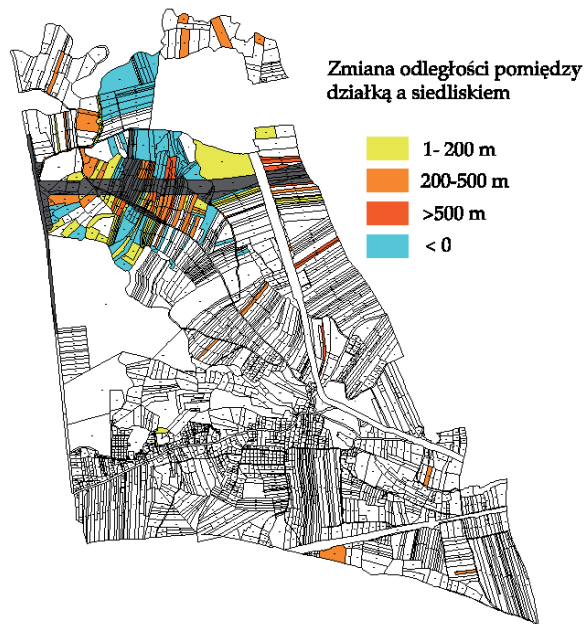 Zmiana odległości pomiędzy
działką a siedliskiem
1- 200 m
200-500 m
>500 m
< 0